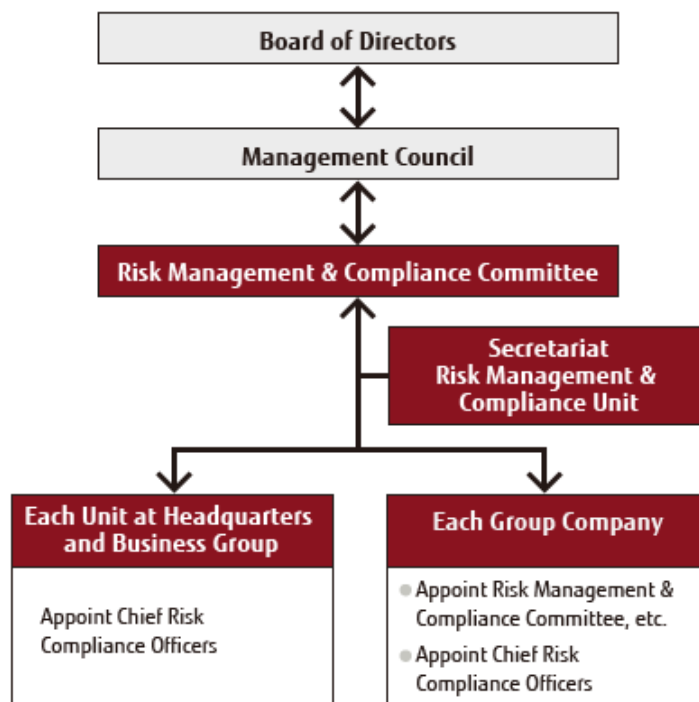 Board of Directors
Management Council
Risk Management & Compliance Committee
Secretariat
Risk Management &
Compliance Unit
Each Unit at Headquarters
and Business Group
Appoint Chief Risk
Compliance Officers
Each Group Company
Appoint Risk Management &
Compliance Committee, etc.
Appoint Chief Risk
Compliance Officers